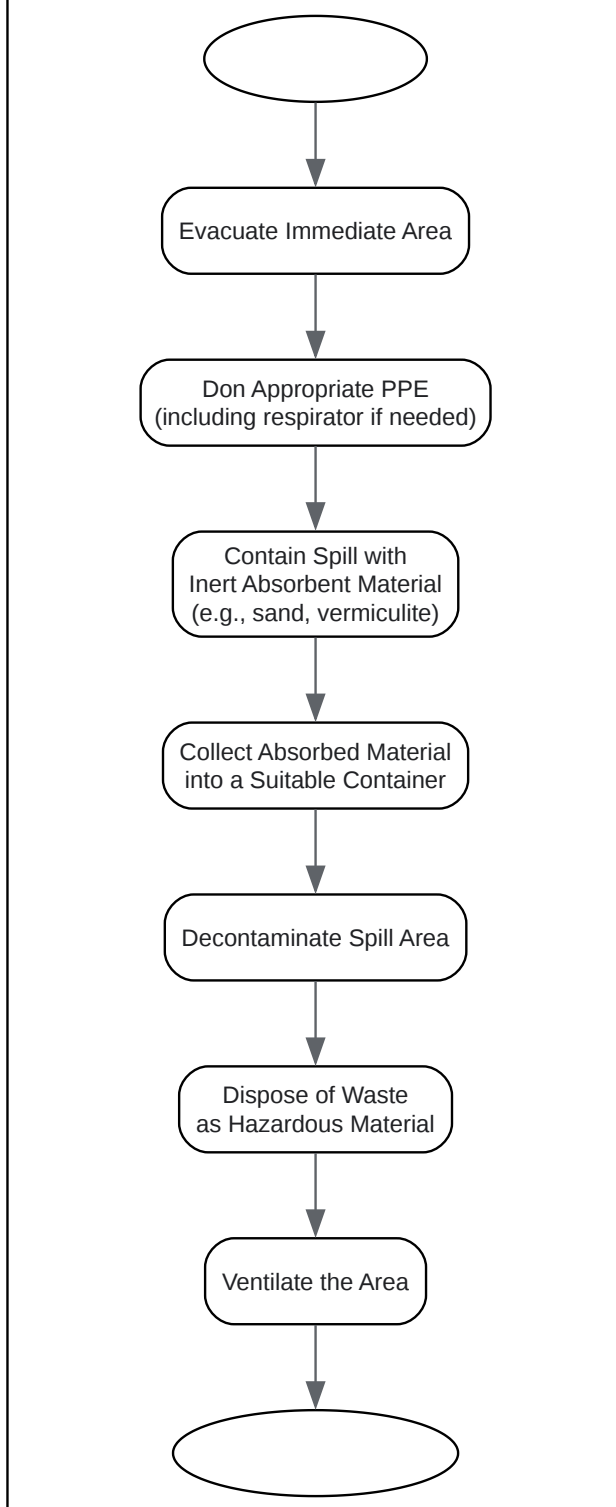 Evacuate Immediate Area
Don Appropriate PPE
(including respirator if needed)
Contain Spill with
Inert Absorbent Material
(e.g., sand, vermiculite)
Collect Absorbed Material
into a Suitable Container
Decontaminate Spill Area
Dispose of Waste
as Hazardous Material
Ventilate the Area